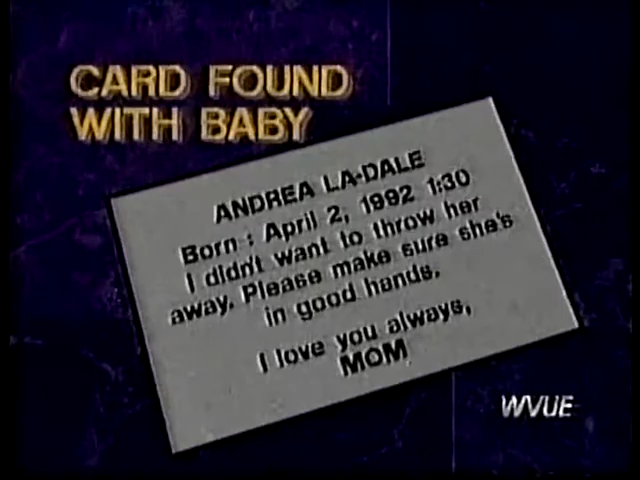 CARD FOUND
WITH BABY
ANDREA LA-DALE
Born : April 2, 1992 1:30
I didn't want to throw her
away. Please make sure she's
in good hands.
I love you always,
MOM
WVUE